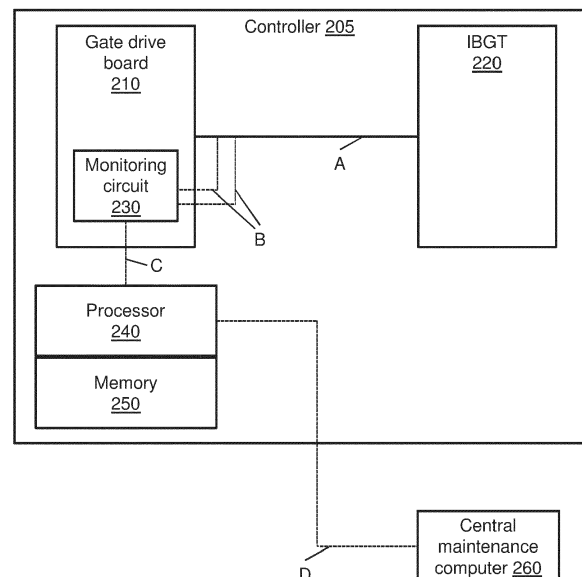 Controller 205
Gate drive
board
210
IBGT
220
A
Monitoring
circuit
230
B
C
Processor
240
Memory
250
Central
maintenance
computer 260
D